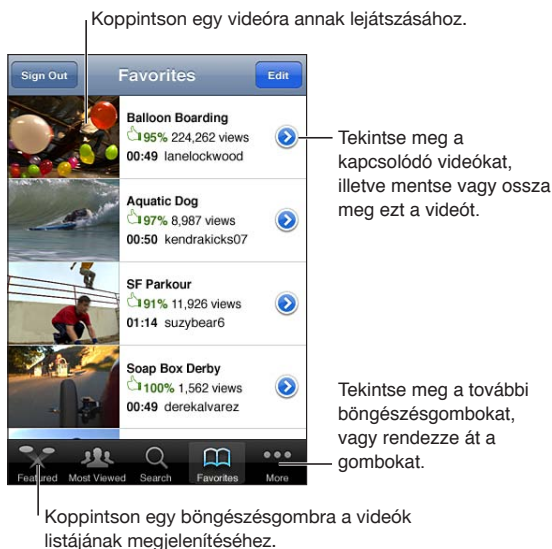 Koppintson egy videóra annak lejátszásához.
Sign Out
Favorites
Edit
Balloon Boarding
95% 224,262 views
00:49 lanelockwood
Tekintse meg a
kapcsolódó videókat,
illetve mentse vagy ossza
meg ezt a videót.
Aquatic Dog
97% 8,987 views
00:50 kendrakicks07
SF Parkour
91% 11,926 views
01:14 suzybear6
Soap Box Derby
100% 1,562 views
00:49 derekalvarez
Tekintse meg a további
böngészésgombokat,
vagy rendezze át a
gombokat.
Featured
Most Viewed
Search
Favorites
More
Koppintson egy böngészésgombra a videók
listájának megjelenítéséhez.